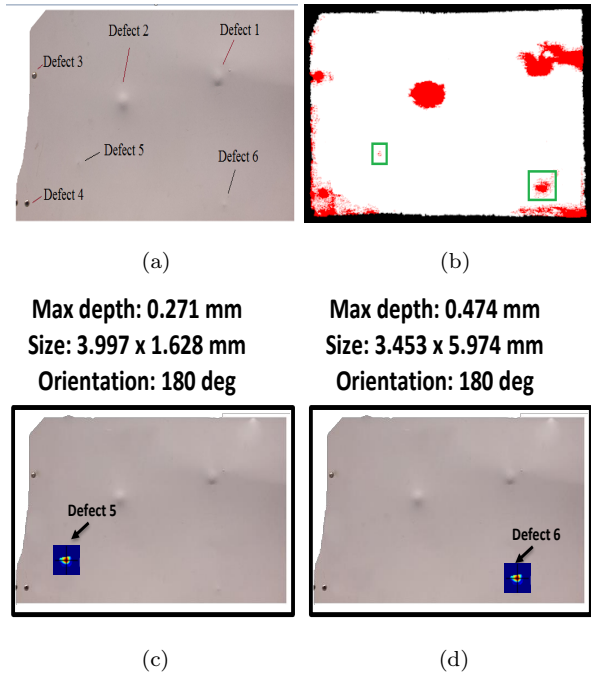 Defect 2
Defect 1
Defect 3
Defect 5
Defect 6
Defect 4
(a)
(b)
Max depth: 0.271 mm
Size: 3.997 x 1.628 mm
Orientation: 180 deg
Defect 5
(c)
Max depth: 0.474 mm
Size: 3.453 x 5.974 mm
Orientation: 180 deg
Defect 6
(d)